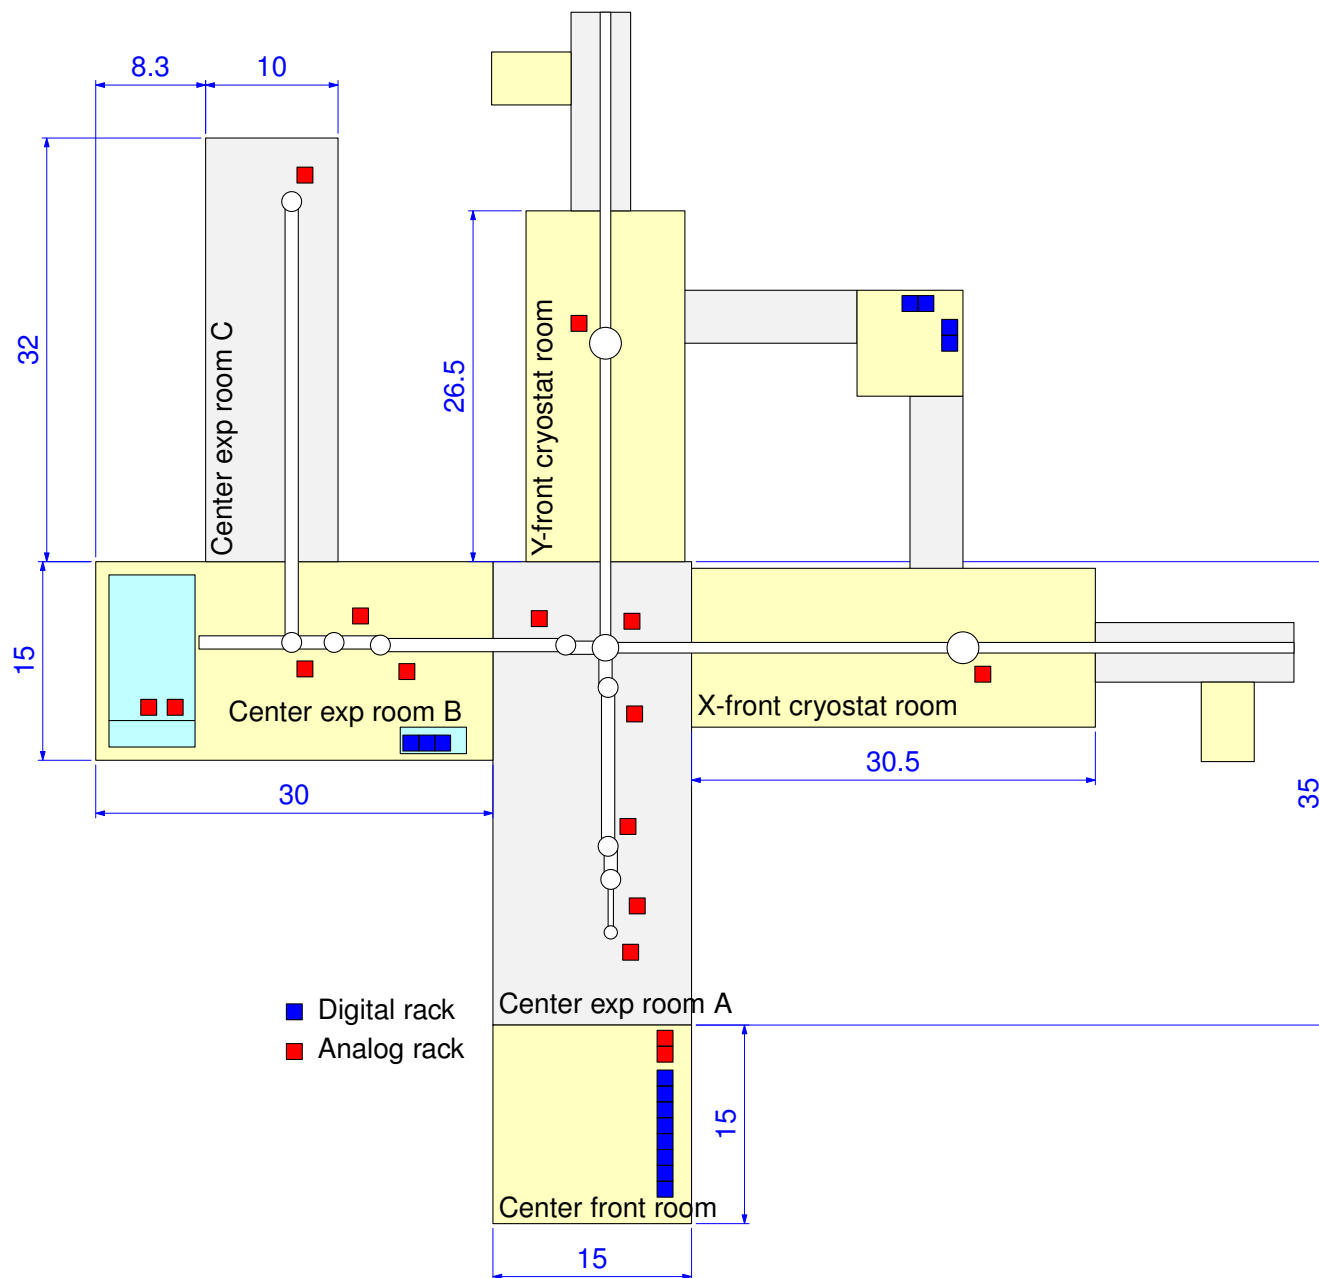 8.3
10
32
Center exp room C
26.5
Y-front cryostat room
15
Center exp room B
X-front cryostat room
30.5
30
35
Center exp room A
Digital rack
Analog rack
15
Center front room
15